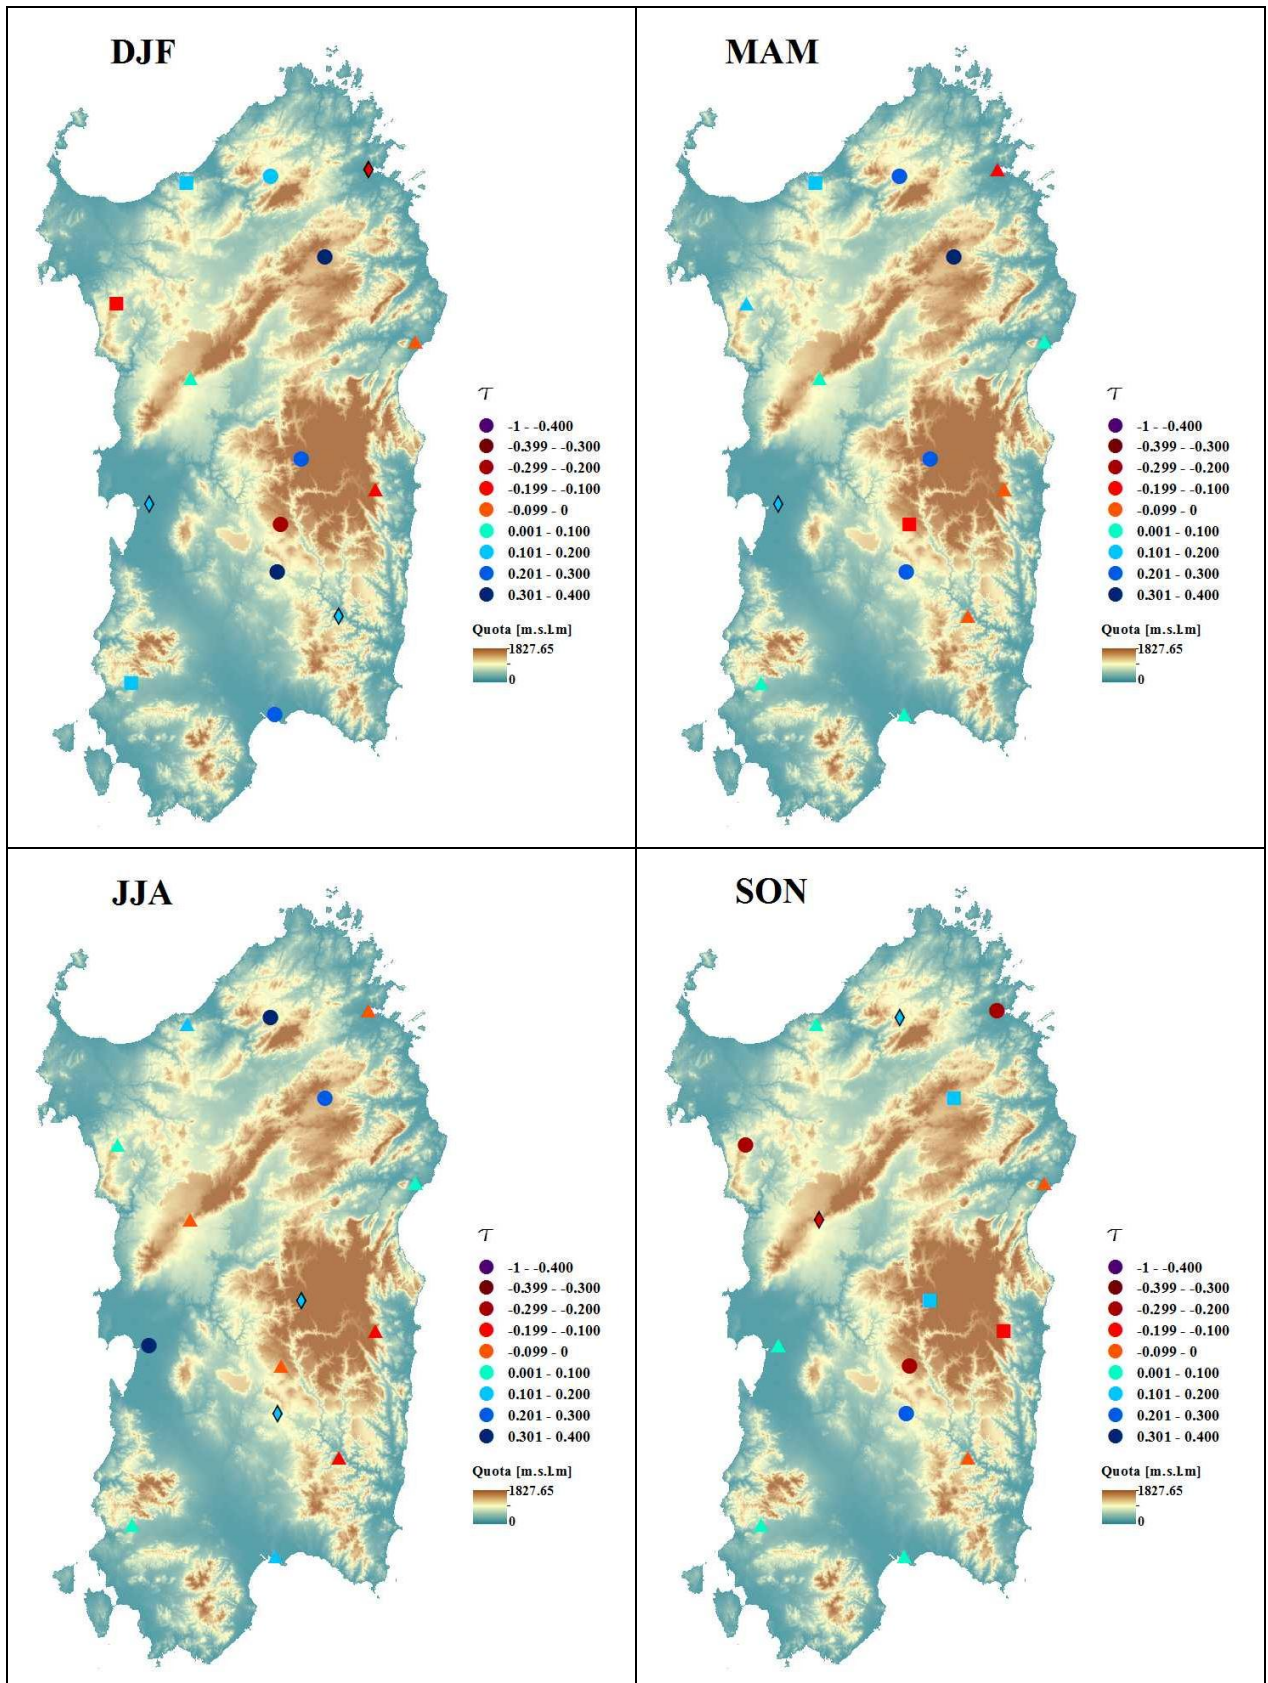 DJF
τ
-1 - -0.400
-0.399 - -0.300
-0.299 - -0.200
-0.199 - -0.100
-0.099 - 0
0.001 - 0.100
0.101 - 0.200
0.201 - 0.300
0.301 - 0.400
Quota [m.s.l.m]
1827.65
0
MAM
τ
-1 - -0.400
-0.399 - -0.300
-0.299 - -0.200
-0.199 - -0.100
-0.099 - 0
0.001 - 0.100
0.101 - 0.200
0.201 - 0.300
0.301 - 0.400
Quota [m.s.l.m]
1827.65
0
JJA
τ
-1 - -0.400
-0.399 - -0.300
-0.299 - -0.200
-0.199 - -0.100
-0.099 - 0
0.001 - 0.100
0.101 - 0.200
0.201 - 0.300
0.301 - 0.400
Quota [m.s.l.m]
1827.65
0
SON
τ
-1 - -0.400
-0.399 - -0.300
-0.299 - -0.200
-0.199 - -0.100
-0.099 - 0
0.001 - 0.100
0.101 - 0.200
0.201 - 0.300
0.301 - 0.400
Quota [m.s.l.m]
1827.65
0